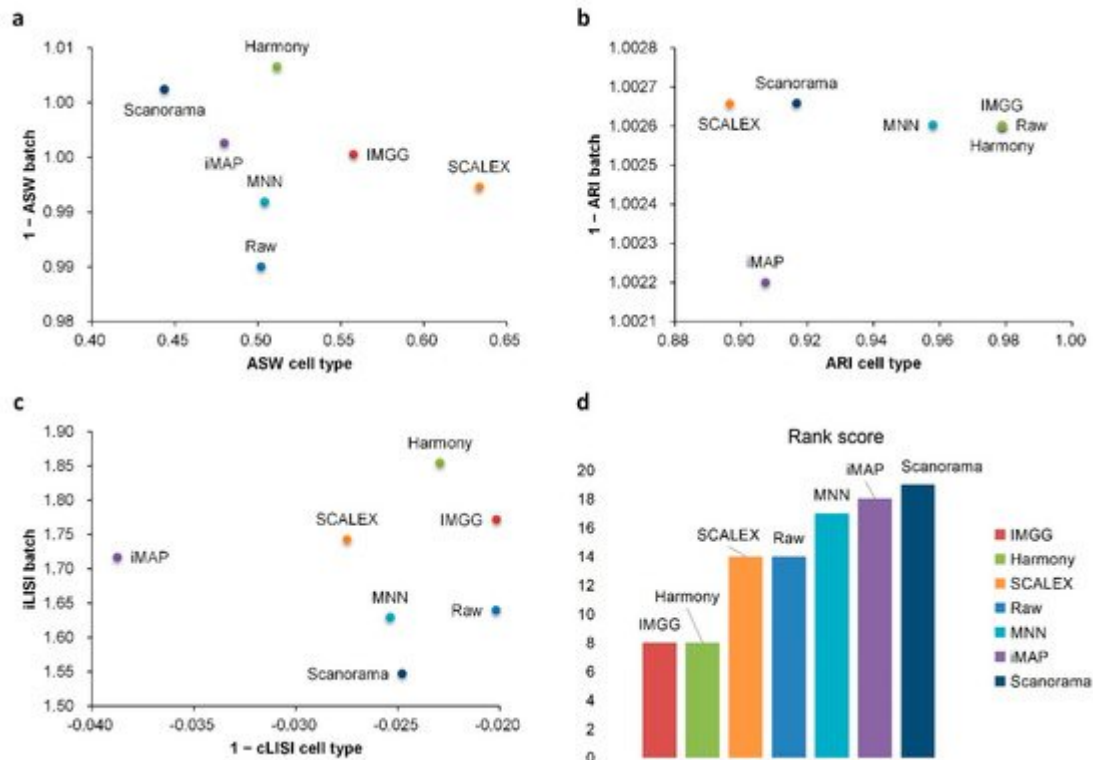 a
1.01
1.00
1.00
0.99
0.99
0.98
1 − ASW batch
Harmony
Scanorama
iMAP
IMGG
MNN
SCALEX
Raw
0.40 0.45 0.50 0.55 0.60 0.65
ASW cell type
b
1.0028
1.0027
1.0026
1.0025
1.0024
1.0023
1.0022
1.0021
1 − ARI batch
Scanorama
SCALEX
MNN
IMGG
Raw
Harmony
iMAP
0.88 0.90 0.92 0.94 0.96 0.98 1.00
ARI cell type
c
1.90
1.85
1.80
1.75
1.70
1.65
1.60
1.55
1.50
iLISI batch
Harmony
SCALEX
IMGG
iMAP
MNN
Raw
Scanorama
-0.040 -0.035 -0.030 -0.025 -0.020
1 − cLISI cell type
d
Rank score
20
18
16
14
12
10
8
6
4
2
0
IMGG
Harmony
SCALEX
Raw
MNN
iMAP
Scanorama
IMGG
Harmony
SCALEX
Raw
MNN
iMAP
Scanorama